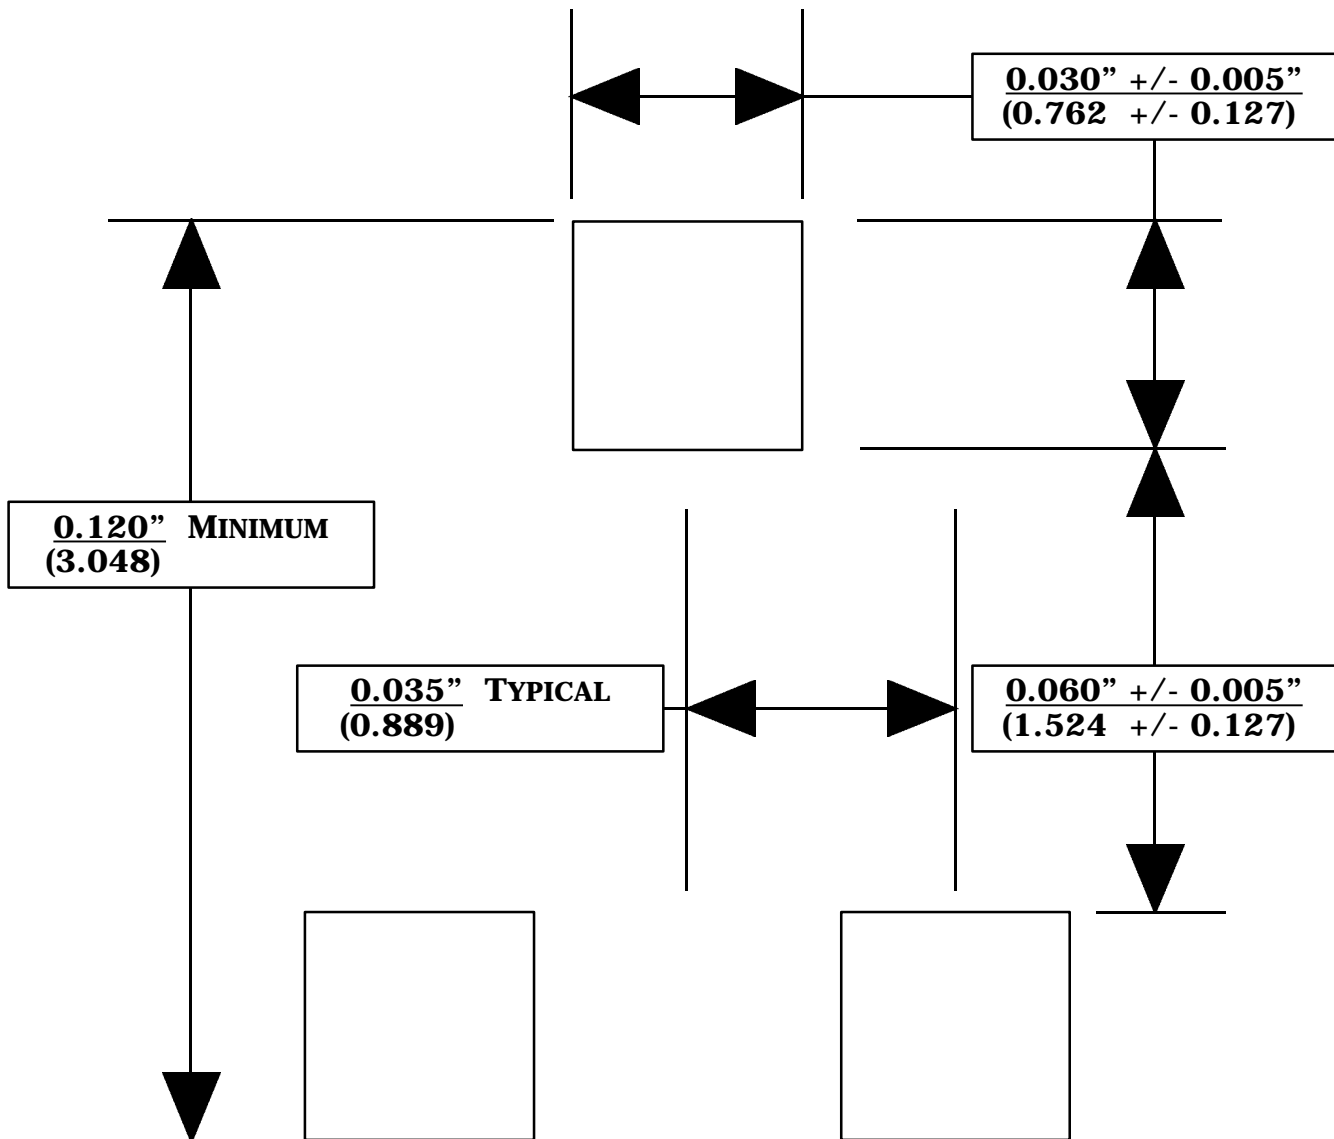 0.030” +/- 0.005”
(0.762 +/- 0.127)
0.120” MINIMUM
(3.048)
0.035” TYPICAL
(0.889)
0.060” +/- 0.005”
(1.524 +/- 0.127)